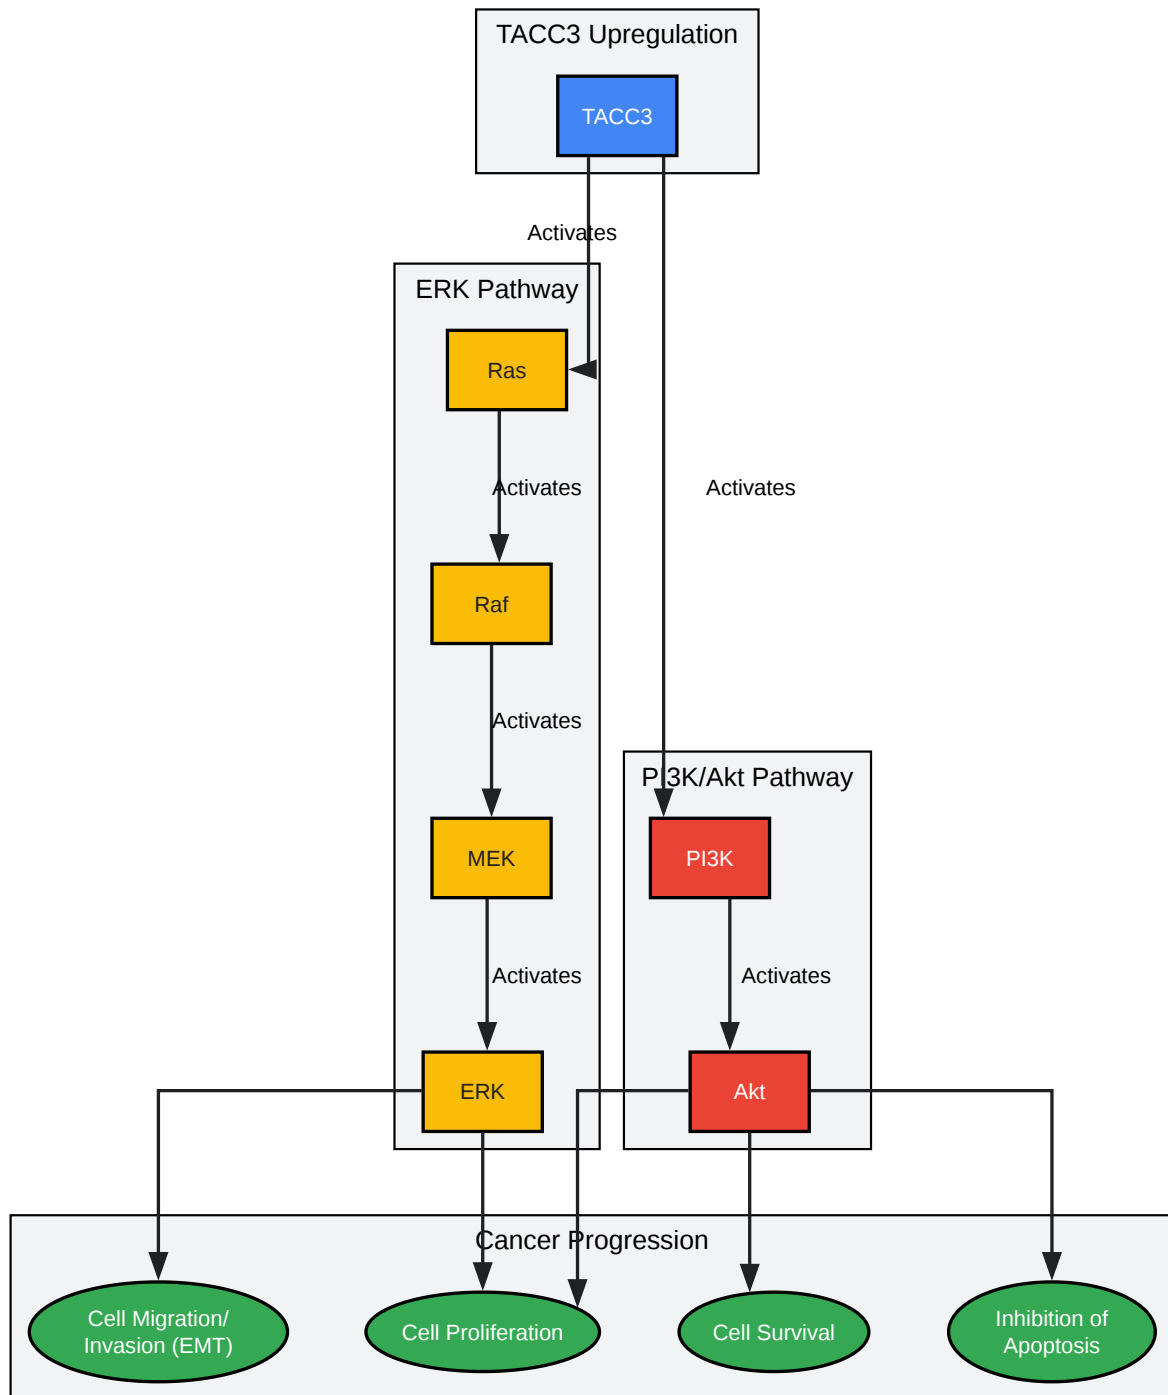 TACC3 Upregulation
TACC3
Activates
ERK Pathway
Ras
Activates
Activates
Raf
Activates
PI3K/Akt Pathway
MEK
PI3K
Activates
Activates
ERK
Akt
Cancer Progression
Cell Migration/
Invasion (EMT)
Cell Proliferation
Cell Survival
Inhibition of
Apoptosis